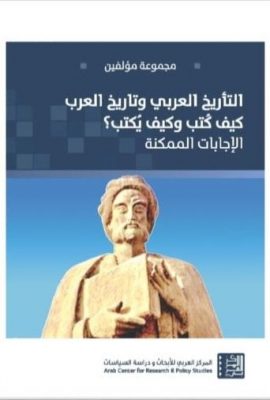 مجموعة مؤلفين
التأريخ العربي وتاريخ العرب
كيف كُتب وكيف يُكتب؟
الإجابات الممكنة
المركز العربي للأبحاث و دراسة السياسات
Arab Center for Research & Policy Studies